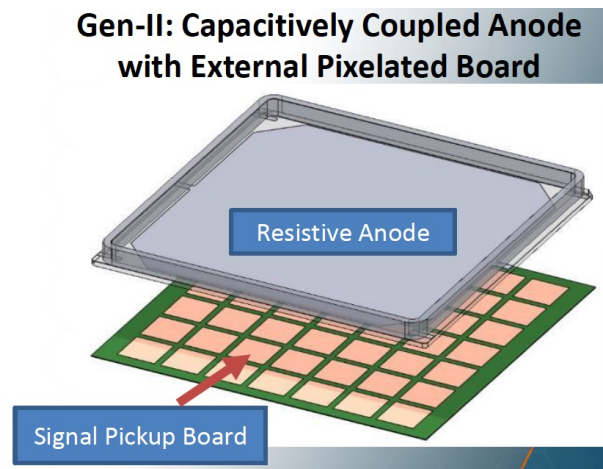 Gen-II: Capacitively Coupled Anode
with External Pixelated Board
Resistive Anode
Signal Pickup Board